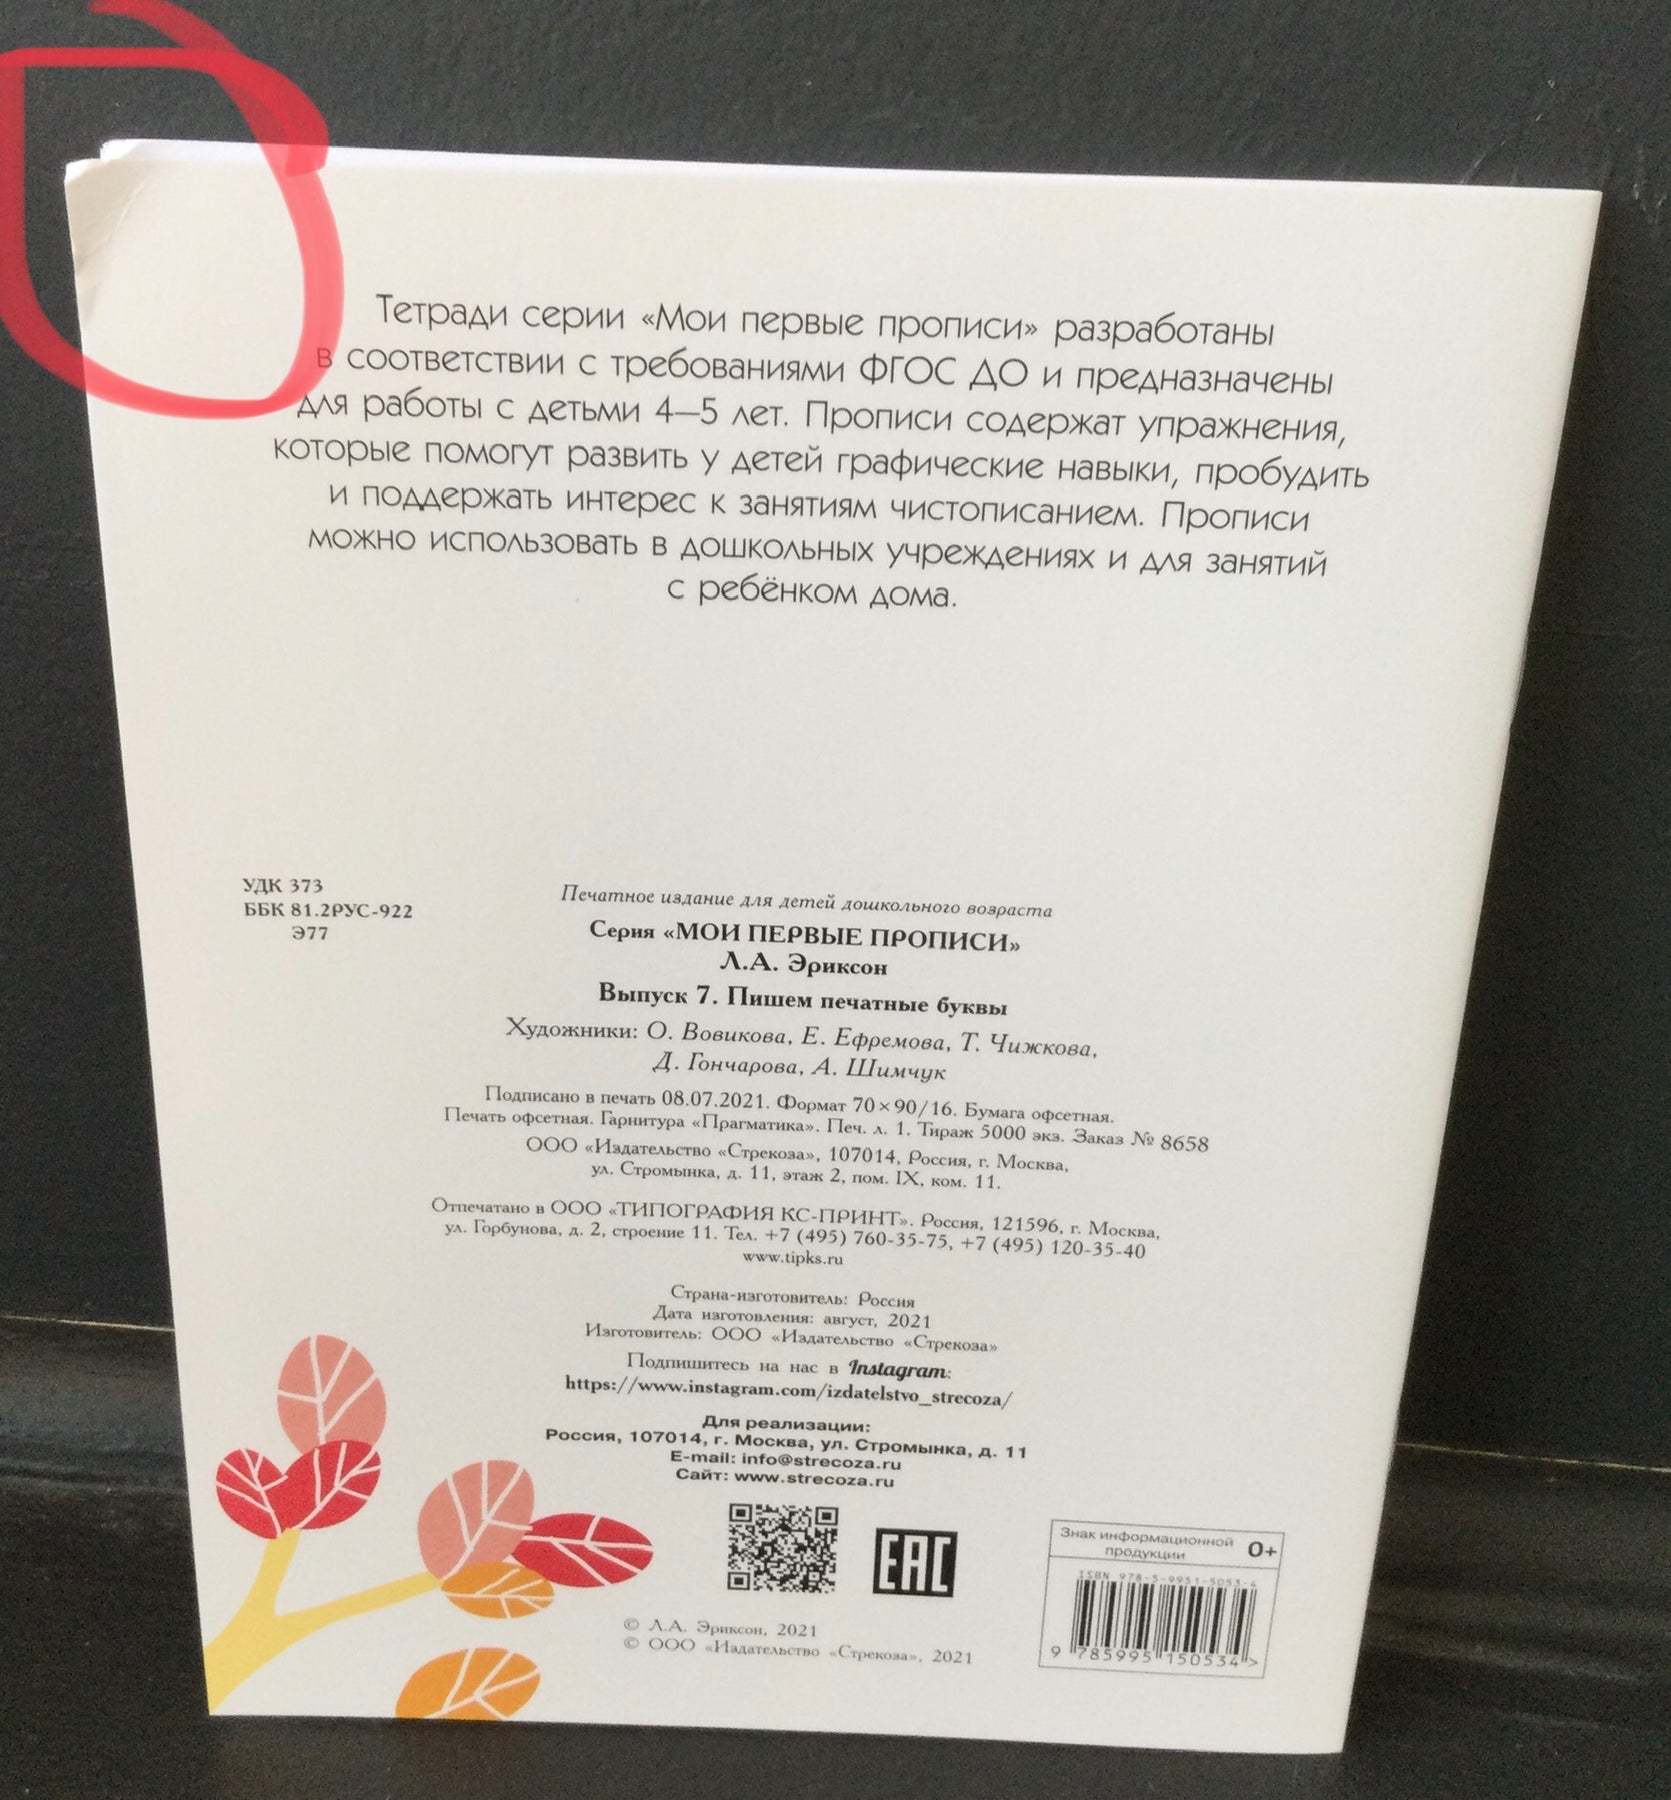 Тетради серии «Мои первые прописи» разработаны
в соответствии с требованиями ФГОС ДО и предназначены
для работы с детьми 4—5 лет. Прописи содержат упражнения,
которые помогут развить у детей графические навыки, пробудить
и поддержать интерес к занятиям чистописанием. Прописи
можно использовать в дошкольных учреждениях и для занятий
с ребёнком дома.
УДК 373
ББК 81.2РУС-922
Э77
Печатное издание для детей дошкольного возраста
Серия «МОИ ПЕРВЫЕ ПРОПИСИ»
Л.А. Эриксон
Выпуск 7. Пишем печатные буквы
Художники: О. Вовикова, Е. Ефремова, Т. Чижкова,
Д. Гончарова, А. Шимчук
Подписано в печать 08.07.2021. Формат 70×90/16. Бумага офсетная.
Печать офсетная. Гарнитура «Прагматика». Печ. л. 1. Тираж 5000 экз. Заказ № 8658
ООО «Издательство «Стрекоза», 107014, Россия, г. Москва,
ул. Стромынка, д. 11, этаж 2, пом. IX, ком. 11.
Отпечатано в ООО «ТИПОГРАФИЯ КС-ПРИНТ». Россия, 121596, г. Москва,
ул. Горбунова, д. 2, строение 11. Тел. +7 (495) 760-35-75, +7 (495) 120-35-40
www.tipks.ru
Страна-изготовитель: Россия
Дата изготовления: август, 2021
Изготовитель: ООО «Издательство «Стрекоза»
Подпишитесь на нас в Instagram:
https://www.instagram.com/izdatelstvo_strecoza/
Для реализации:
Россия, 107014, г. Москва, ул. Стромынка, д. 11
E-mail: info@strecoza.ru
Сайт: www.strecoza.ru
EAC
Знак информационной
продукции 0+
ISBN 978-5-9951-5053-4
9 785995 150534 >
© Л.А. Эриксон, 2021
© ООО «Издательство «Стрекоза», 2021